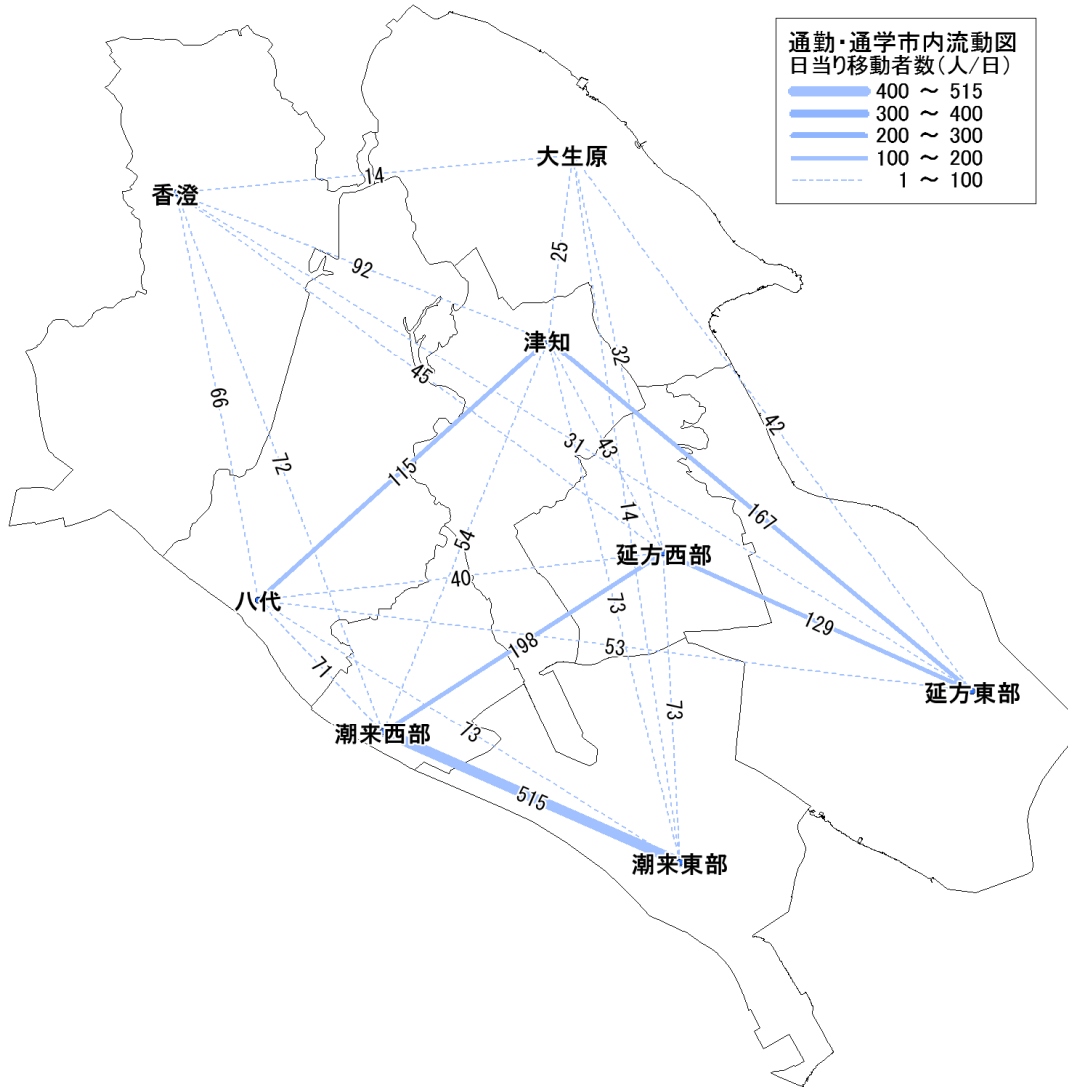 通勤・通学市内流動図
日当り移動者数(人/日)
400 ～ 515
300 ～ 400
200 ～ 300
100 ～ 200
1 ～ 100
大生原
14
香澄
25
92
津知
32
45
66
42
31
43
72
115
167
14
54
延方西部
40
八代
73
129
198
53
71
延方東部
73
73
潮来西部
515
潮来東部